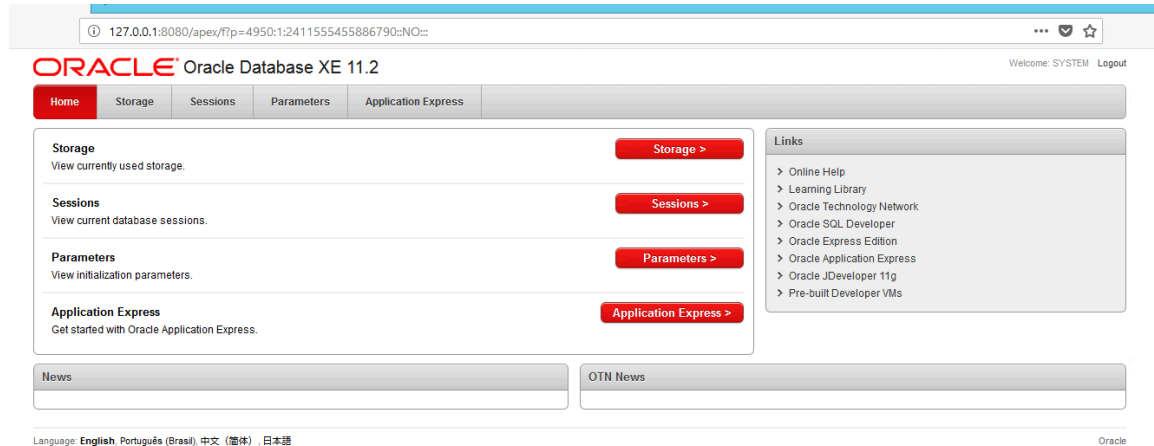 127.0.0.1:8080/apex/f?p=4950:1:2411555455886790::NO:::
ORACLE Oracle Database XE 11.2
Welcome: SYSTEM Logout
Home Storage Sessions Parameters Application Express
Storage
View currently used storage.
Storage >
Sessions
View current database sessions.
Sessions >
Parameters
View initialization parameters.
Parameters >
Application Express
Get started with Oracle Application Express.
Application Express >
Links
> Online Help
> Learning Library
> Oracle Technology Network
> Oracle SQL Developer
> Oracle Express Edition
> Oracle Application Express
> Oracle JDeveloper 11g
> Pre-built Developer VMs
News
OTN News
Language: English, Português (Brasil), 中文（简体）, 日本語
Oracle